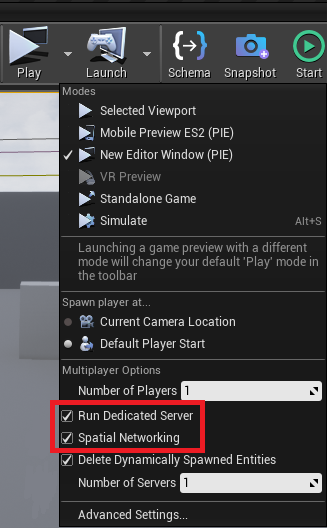 Play
Launch
Schema
Snapshot
Start
Modes
Selected Viewport
Mobile Preview ES2 (PIE)
New Editor Window (PIE)
VR Preview
Standalone Game
Simulate Alt+S
Launching a game preview with a different
mode will change your default 'Play' mode in
the toolbar
Spawn player at...
Current Camera Location
Default Player Start
Multiplayer Options
Number of Players 1
Run Dedicated Server
Spatial Networking
Delete Dynamically Spawned Entities
Number of Servers 1
Advanced Settings...